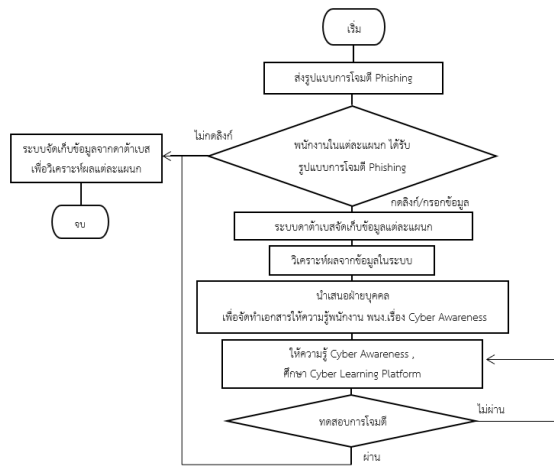 เริ่ม
ส่งรูปแบบการโจมตี Phishing
ไม่กดลิงก์
พนักงานในแต่ละแผนก ได้รับ
รูปแบบการโจมตี Phishing
ระบบจัดเก็บข้อมูลจากดาต้าเบส
เพื่อวิเคราะห์ผลแต่ละแผนก
จบ
กดลิงก์/กรอกข้อมูล
ระบบดาต้าเบสจัดเก็บข้อมูลแต่ละแผนก
วิเคราะห์ผลจากข้อมูลในระบบ
นำเสนอฝ่ายบุคคล
เพื่อจัดทำเอกสารให้ความรู้พนักงาน พนง.เรื่อง Cyber Awareness
ให้ความรู้ Cyber Awareness ,
ศึกษา Cyber Learning Platform
ทดสอบการโจมตี
ไม่ผ่าน
ผ่าน